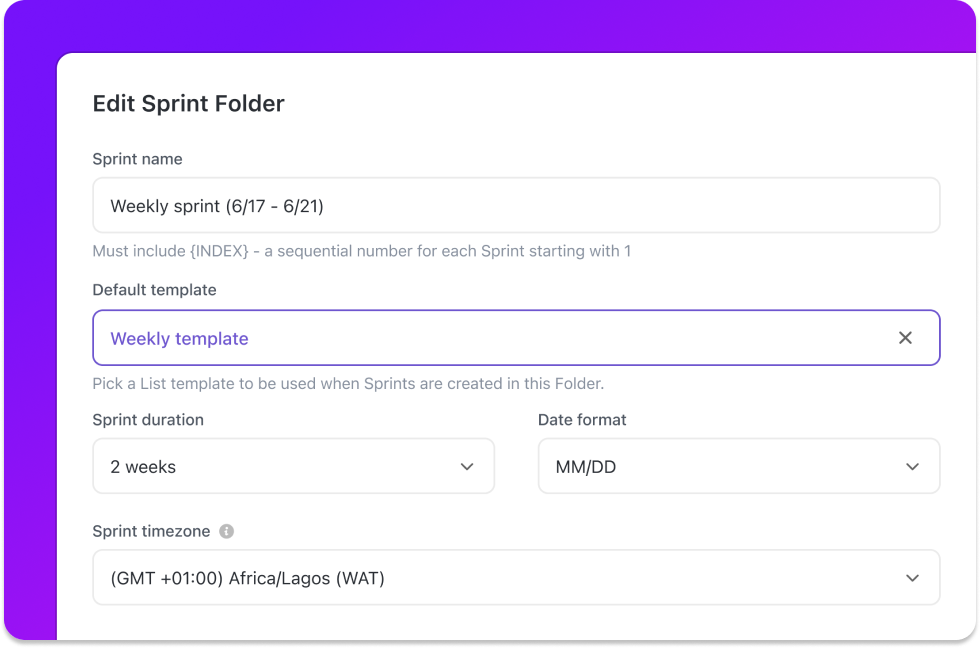 Edit Sprint Folder
Sprint name
Weekly sprint (6/17 - 6/21)
Must include {INDEX} - a sequential number for each Sprint starting with 1
Default template
Weekly template
Pick a List template to be used when Sprints are created in this Folder.
Sprint duration
Date format
2 weeks
MM/DD
Sprint timezone
(GMT +01:00) Africa/Lagos (WAT)